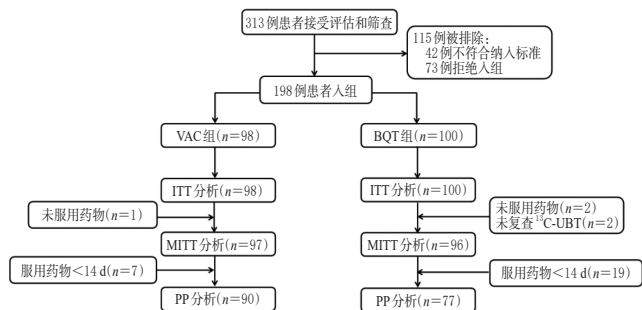 313例患者接受评估和筛查
115例被排除:
42例不符合纳入标准
73例拒绝入组
198例患者入组
VAC组(n=98)
BQT组(n=100)
ITT分析(n=98)
ITT分析(n=100)
未服用药物(n=1)
未服用药物(n=2)
未复查¹³C-UBT(n=2)
MITT分析(n=97)
MITT分析(n=96)
服用药物<14 d(n=7)
服用药物<14 d(n=19)
PP分析(n=90)
PP分析(n=77)